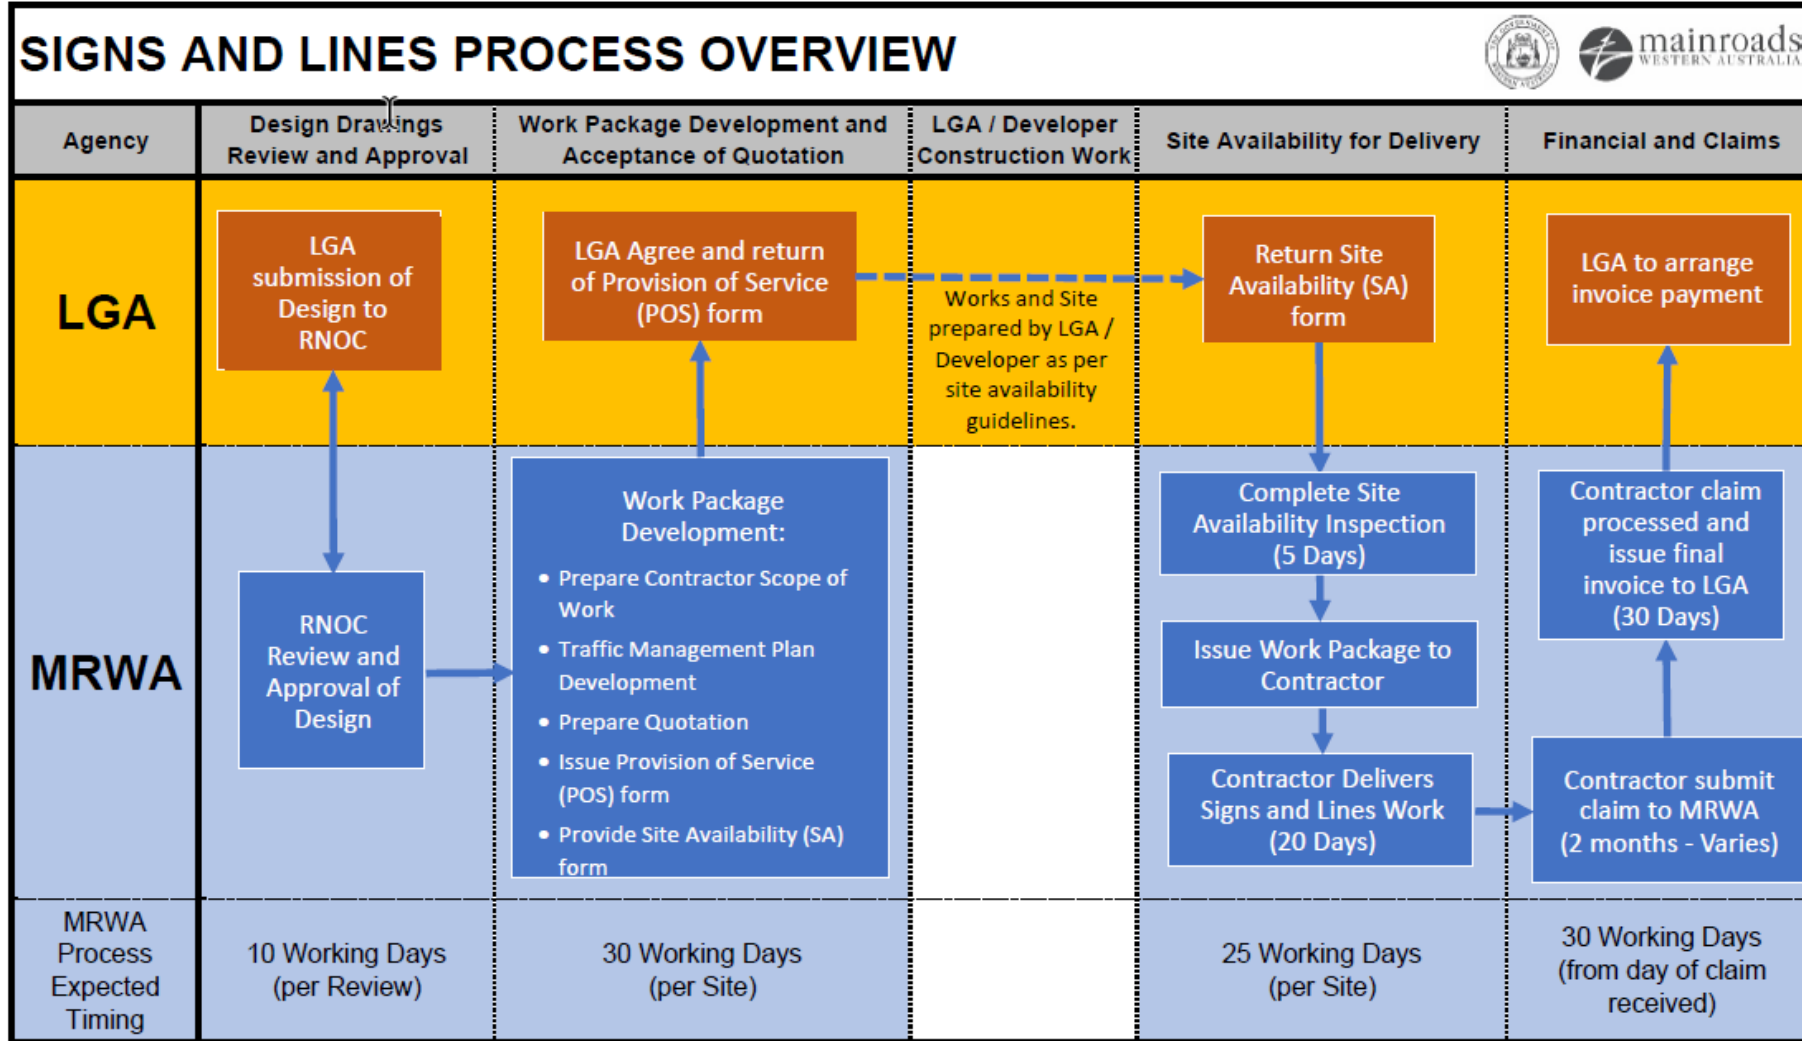 SIGNS AND LINES PROCESS OVERVIEW
mainroads
WESTERN AUSTRALIA
Agency
Design Drawings
Review and Approval
Work Package Development and
Acceptance of Quotation
LGA / Developer
Construction Work
Site Availability for Delivery
Financial and Claims
LGA
LGA
submission of
Design to
RNOC
LGA Agree and return
of Provision of Service
(POS) form
Works and Site
prepared by LGA /
Developer as per
site availability
guidelines.
Return Site
Availability (SA)
form
LGA to arrange
invoice payment
MRWA
RNOC
Review and
Approval of
Design
Work Package
Development:
• Prepare Contractor Scope of
Work
• Traffic Management Plan
Development
• Prepare Quotation
• Issue Provision of Service
(POS) form
• Provide Site Availability (SA)
form
Complete Site
Availability Inspection
(5 Days)
Issue Work Package to
Contractor
Contractor Delivers
Signs and Lines Work
(20 Days)
Contractor claim
processed and
issue final
invoice to LGA
(30 Days)
Contractor submit
claim to MRWA
(2 months - Varies)
MRWA
Process
Expected
Timing
10 Working Days
(per Review)
30 Working Days
(per Site)
25 Working Days
(per Site)
30 Working Days
(from day of claim
received)